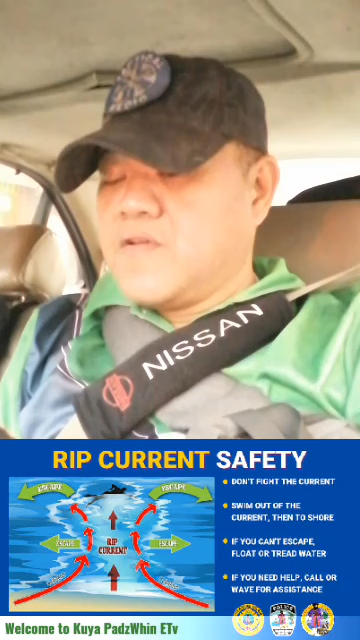 NISSAN
RIP CURRENT SAFETY
DON'T FIGHT THE CURRENT
SWIM OUT OF THE
CURRENT, THEN TO SHORE
IF YOU CAN'T ESCAPE,
FLOAT OR TREAD WATER
IF YOU NEED HELP, CALL OR
WAVE FOR ASSISTANCE
ESCAPE
ESCAPE
ESCAPE
ESCAPE
RIP
CURRENT
POLICE
Welcome to Kuya PadzWhin ETv